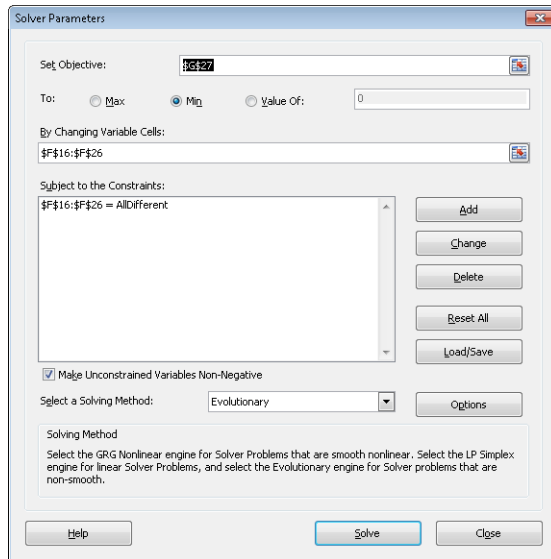 Solver Parameters
Set Objective:
$G$27
To:
Max
Min
Value Of:
0
By Changing Variable Cells:
$F$16:$F$26
Subject to the Constraints:
$F$16:$F$26 = AllDifferent
Add
Change
Delete
Reset All
Load/Save
Make Unconstrained Variables Non-Negative
Select a Solving Method:
Evolutionary
Options
Solving Method
Select the GRG Nonlinear engine for Solver Problems that are smooth nonlinear. Select the LP Simplex
engine for linear Solver Problems, and select the Evolutionary engine for Solver problems that are
non-smooth.
Help
Solve
Close